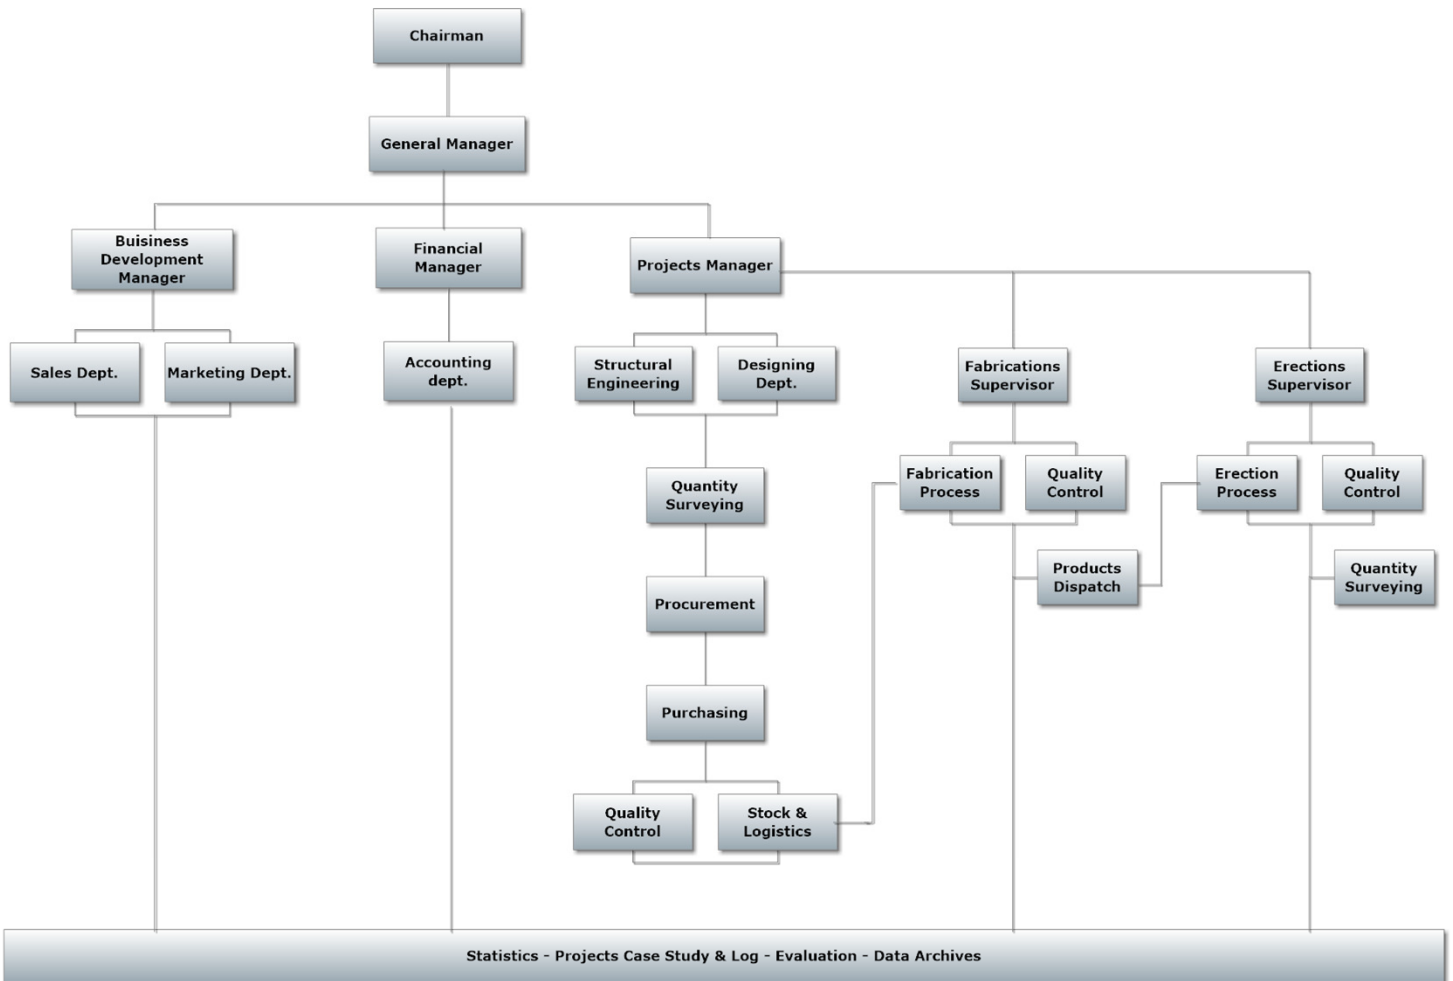 Chairman
General Manager
Buisiness
Development
Manager
Financial
Manager
Projects Manager
Sales Dept.
Marketing Dept.
Accounting
dept.
Structural
Engineering
Designing
Dept.
Fabrications
Supervisor
Erections
Supervisor
Quantity
Surveying
Fabrication
Process
Quality
Control
Erection
Process
Quality
Control
Products
Dispatch
Quantity
Surveying
Procurement
Purchasing
Quality
Control
Stock &
Logistics
Statistics - Projects Case Study & Log - Evaluation - Data Archives